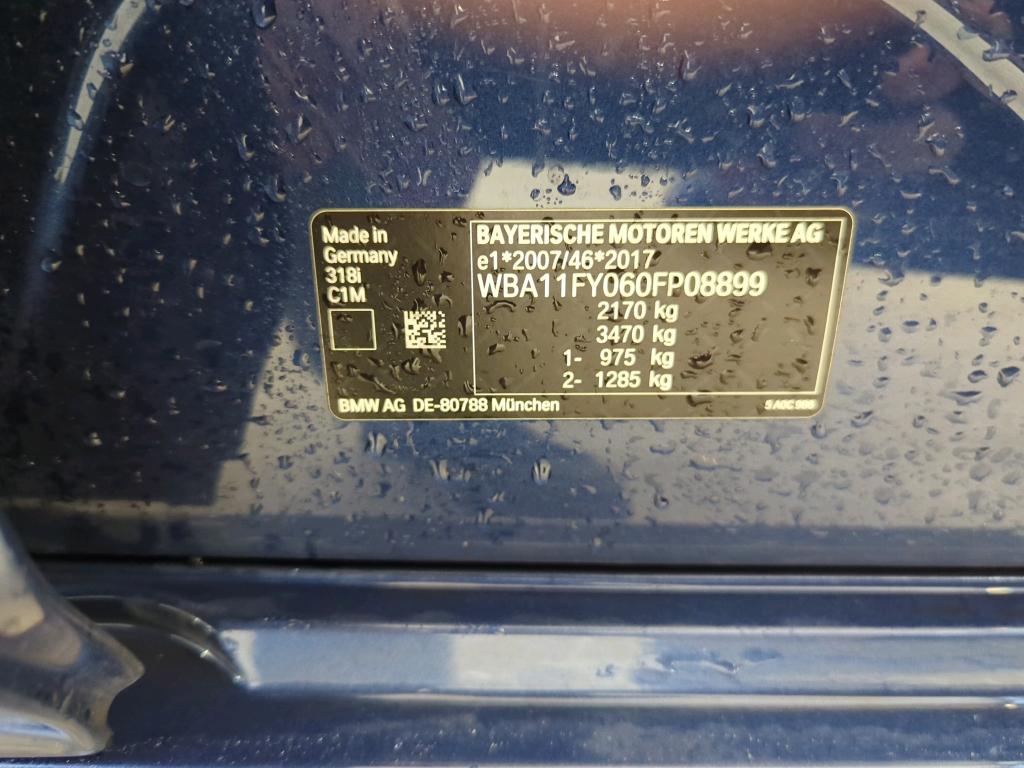 Made in
Germany
318i
C1M
BAYERISCHE MOTOREN WERKE AG
e1*2007/46*2017
WBA11FY060FP08899
2170 kg
3470 kg
1- 975 kg
2- 1285 kg
BMW AG DE-80788 München